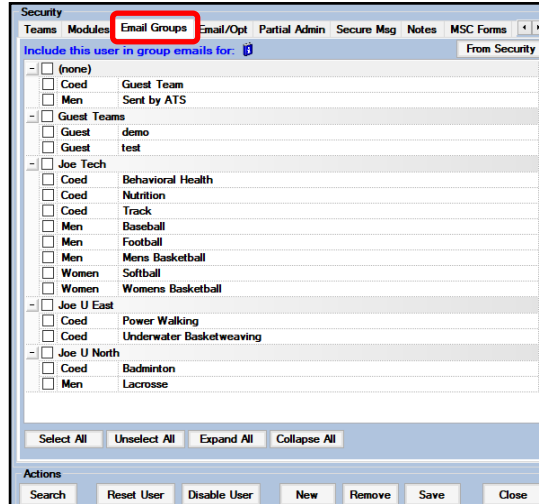 Security
Teams Modules Email Groups Email/Opt Partial Admin Secure Msg Notes MSC Forms
Include this user in group emails for: From Security
(none)
Coed Guest Team
Men Sent by ATS
Guest Teams
Guest demo
Guest test
Joe Tech
Coed Behavioral Health
Coed Nutrition
Coed Track
Men Baseball
Men Football
Men Mens Basketball
Women Softball
Women Womens Basketball
Joe U East
Coed Power Walking
Coed Underwater Basketweaving
Joe U North
Coed Badminton
Men Lacrosse
Select All Unselect All Expand All Collapse All
Actions
Search Reset User Disable User New Remove Save Close